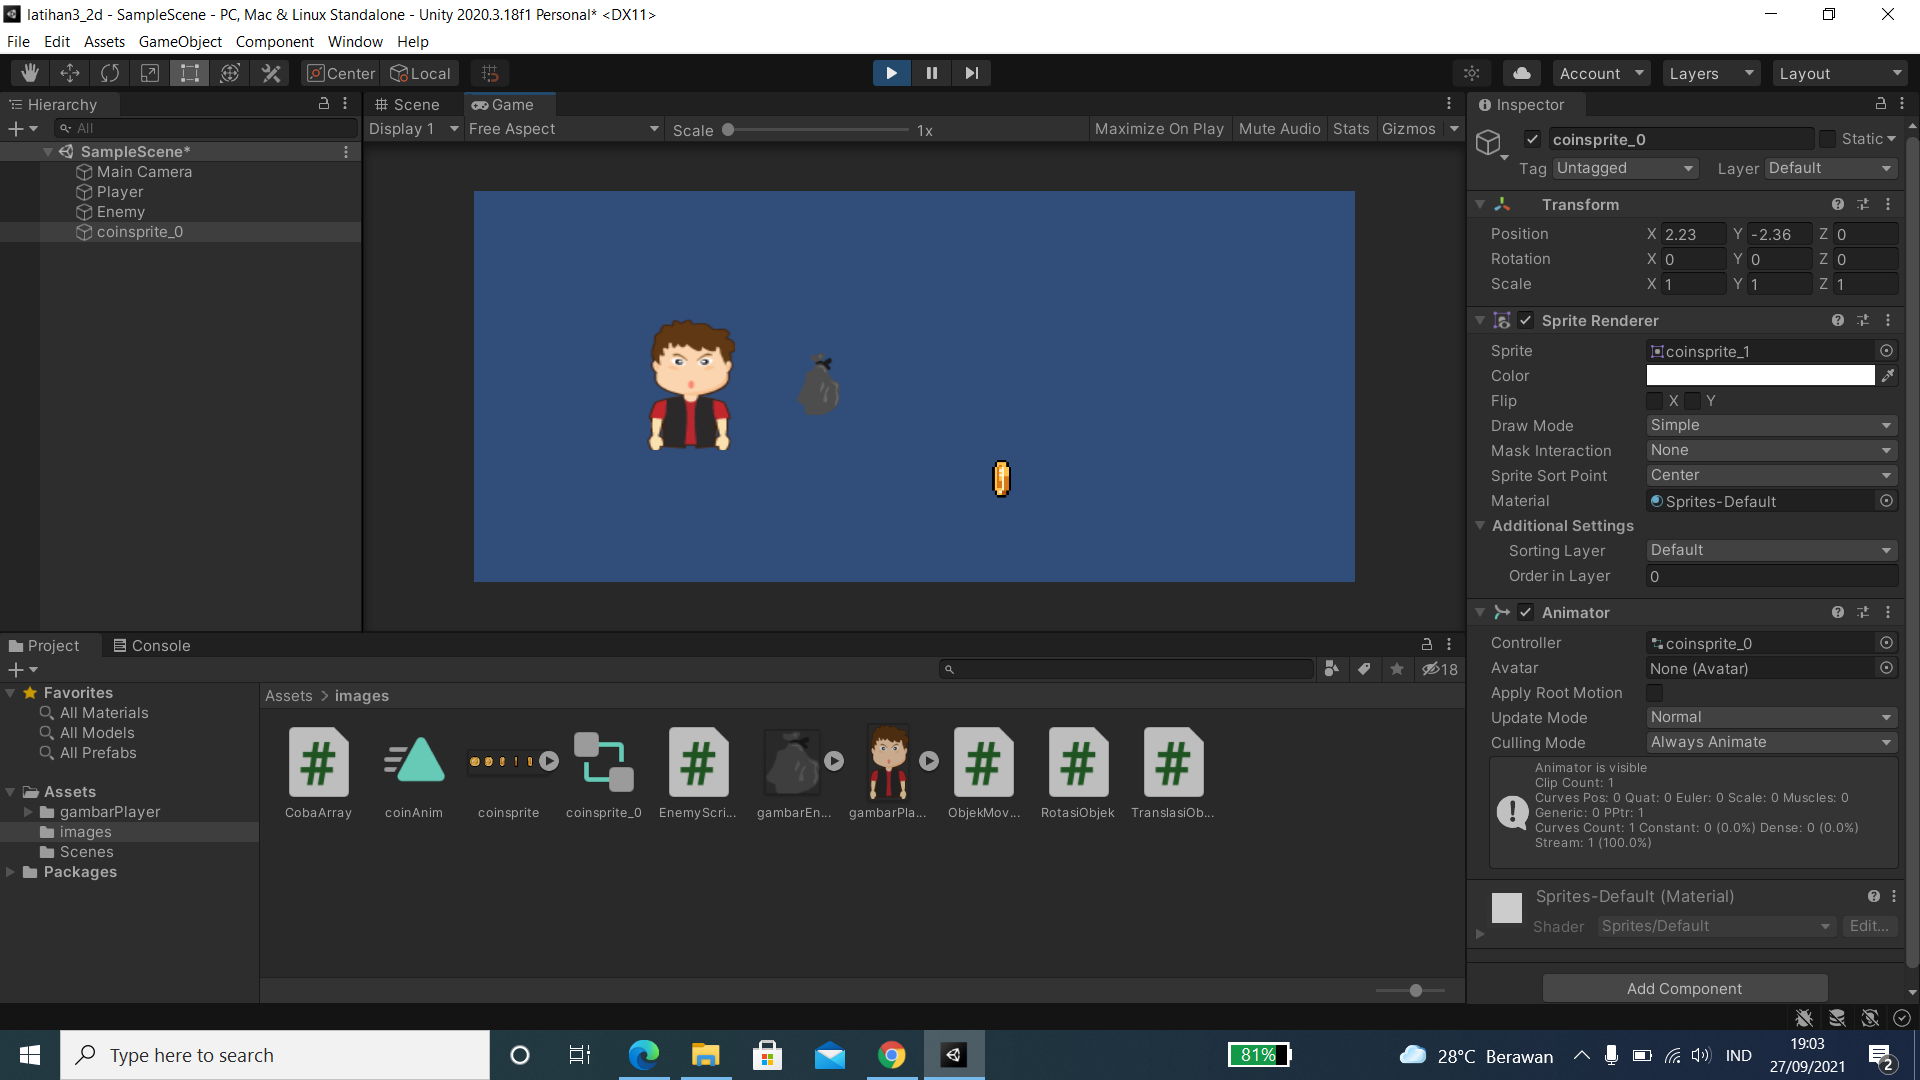 latihan3_2d - SampleScene - PC, Mac & Linux Standalone - Unity 2020.3.18f1 Personal* <DX11>
File Edit Assets GameObject Component Window Help
Center Local Account Layers Layout
Hierarchy
All
SampleScene*
Main Camera
Player
Enemy
coinsprite_0
Scene Game
Display 1 Free Aspect Scale 1x Maximize On Play Mute Audio Stats Gizmos
Inspector
coinsprite_0 Static
Tag Untagged Layer Default
Transform
Position X 2.23 Y -2.36 Z 0
Rotation X 0 Y 0 Z 0
Scale X 1 Y 1 Z 1
Sprite Renderer
Sprite coinsprite_1
Color
Flip X Y
Draw Mode Simple
Mask Interaction None
Sprite Sort Point Center
Material Sprites-Default
Additional Settings
Sorting Layer Default
Order in Layer 0
Animator
Controller coinsprite_0
Avatar None (Avatar)
Apply Root Motion
Update Mode Normal
Culling Mode Always Animate
Animator is visible
Clip Count: 1
Curves Pos: 0 Quat: 0 Euler: 0 Scale: 0 Muscles: 0
Generic: 0 PPtr: 1
Curves Count: 1 Constant: 0 (0.0%) Dense: 0 (0.0%)
Stream: 1 (100.0%)
Sprites-Default (Material)
Shader Sprites/Default Edit...
Add Component
Project Console
18
Favorites
All Materials
All Models
All Prefabs
Assets
gambarPlayer
images
Scenes
Packages
Assets > images
CobaArray coinAnim coinsprite coinsprite_0 EnemyScri... gambarEn... gambarPla... ObjekMov... RotasiObjek TranslasiOb...
Type here to search
81%
28°C Berawan
IND
19:03
27/09/2021
2